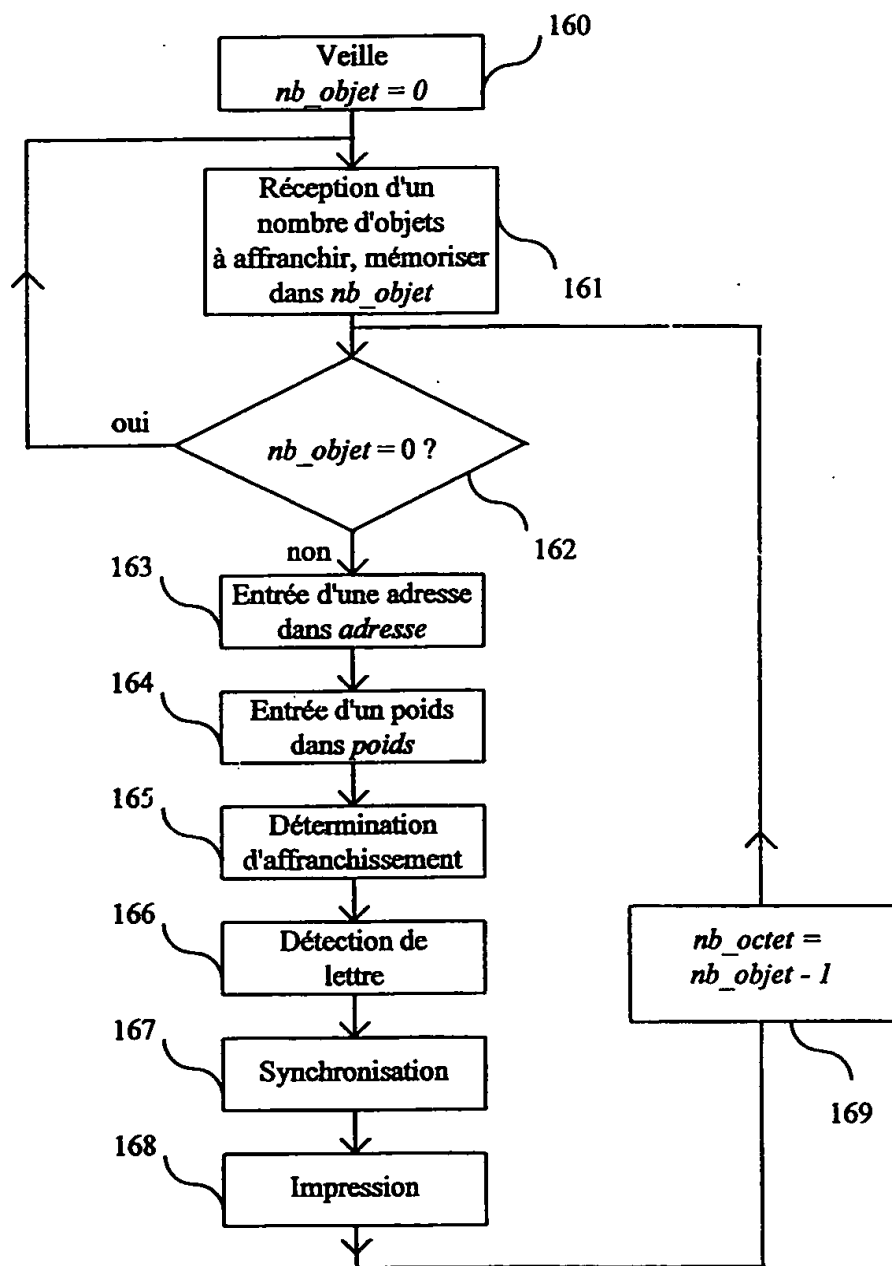 160
Veille
nb_objet = 0
Réception d'un
nombre d'objets
à affranchir, mémoriser
dans nb_objet
161
oui
nb_objet = 0 ?
162
non
163
Entrée d'une adresse
dans adresse
164
Entrée d'un poids
dans poids
165
Détermination
d'affranchissement
166
Détection de
lettre
nb_octet =
nb_objet - 1
167
Synchronisation
169
168
Impression